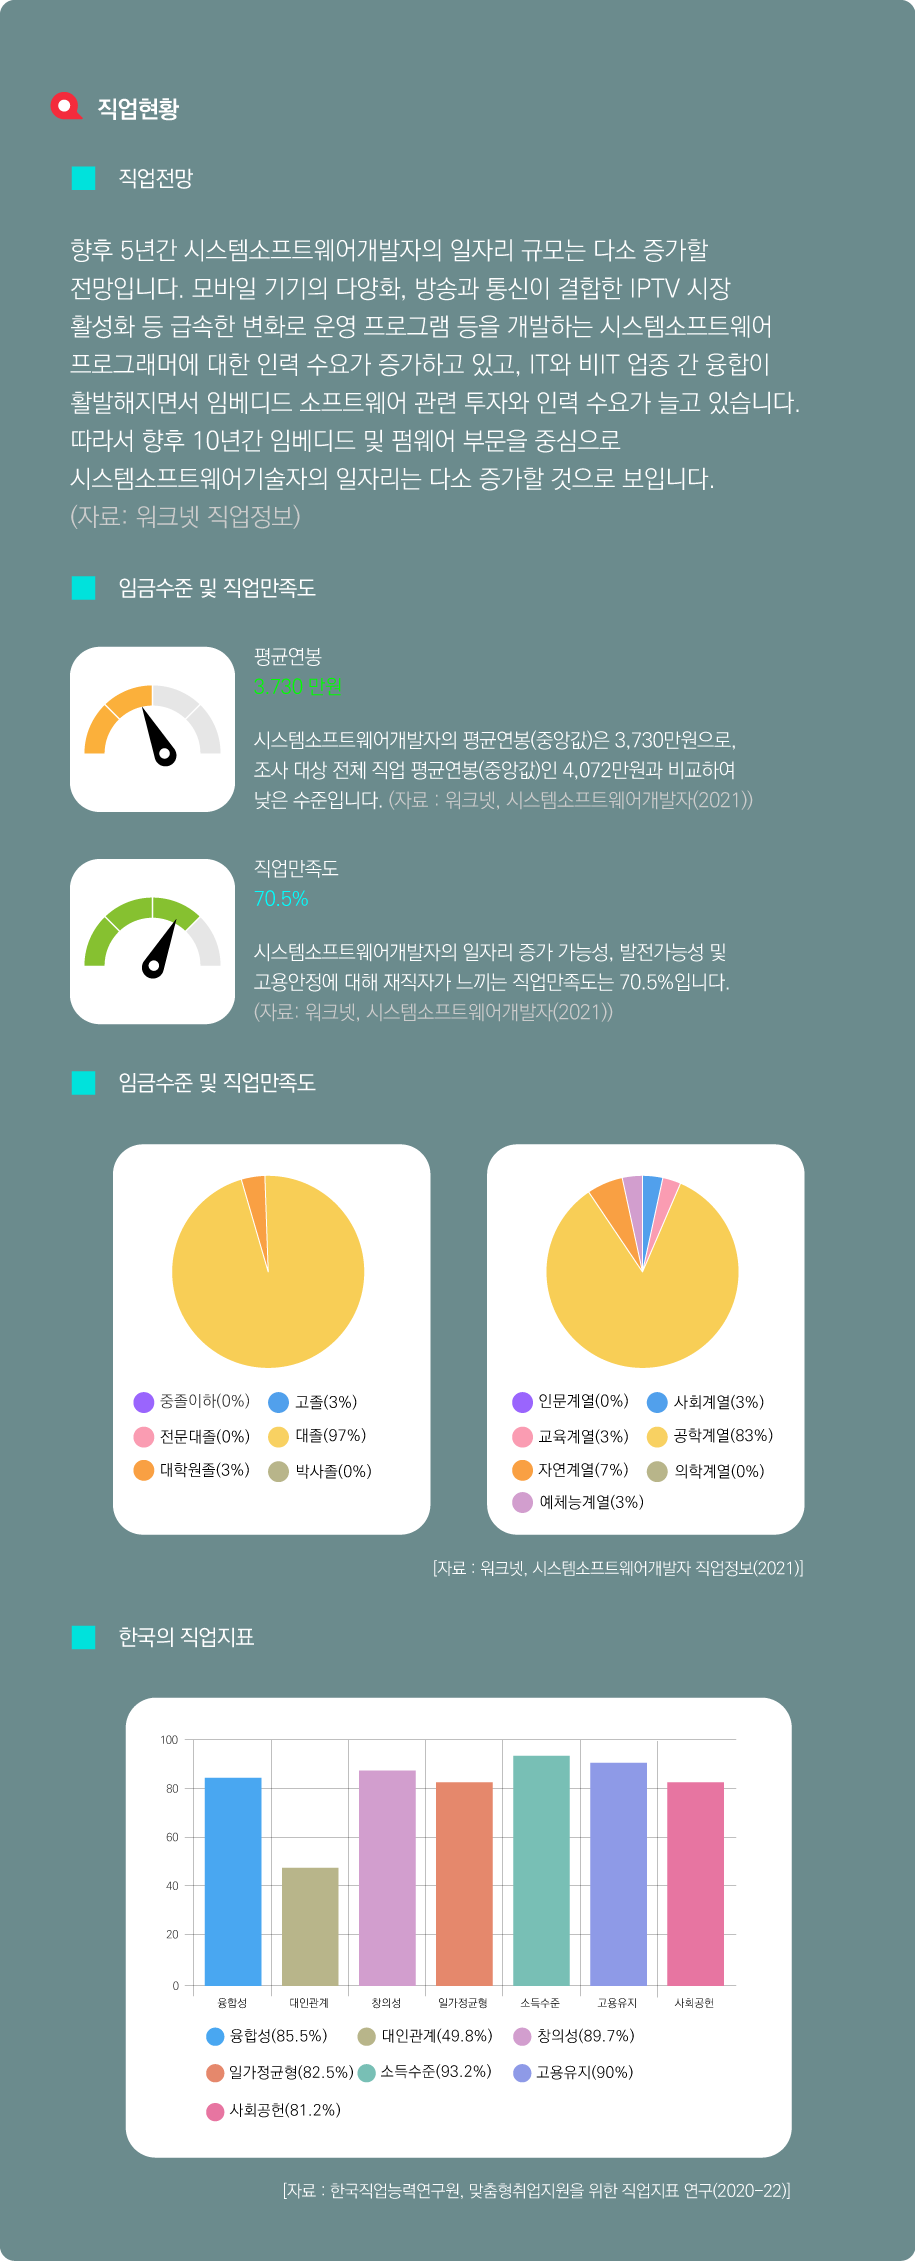 직업현황
직업전망
향후 5년간 시스템소프트웨어개발자의 일자리 규모는 다소 증가할
전망입니다. 모바일 기기의 다양화, 방송과 통신이 결합한 IPTV 시장
활성화 등 급속한 변화로 운영 프로그램 등을 개발하는 시스템소프트웨어
프로그래머에 대한 인력 수요가 증가하고 있고, IT와 비IT 업종 간 융합이
활발해지면서 임베디드 소프트웨어 관련 투자와 인력 수요가 늘고 있습니다.
따라서 향후 10년간 임베디드 및 펌웨어 부문을 중심으로
시스템소프트웨어기술자의 일자리는 다소 증가할 것으로 보입니다.
(자료: 워크넷 직업정보)
임금수준 및 직업만족도
평균연봉
3.730 만원
시스템소프트웨어개발자의 평균연봉(중앙값)은 3,730만원으로,
조사 대상 전체 직업 평균연봉(중앙값)인 4,072만원과 비교하여
낮은 수준입니다. (자료 : 워크넷, 시스템소프트웨어개발자(2021))
직업만족도
70.5%
시스템소프트웨어개발자의 일자리 증가 가능성, 발전가능성 및
고용안정에 대해 재직자가 느끼는 직업만족도는 70.5%입니다.
(자료: 워크넷, 시스템소프트웨어개발자(2021))
임금수준 및 직업만족도
중졸이하(0%) 고졸(3%)
전문대졸(0%) 대졸(97%)
대학원졸(3%) 박사졸(0%)
인문계열(0%) 사회계열(3%)
교육계열(3%) 공학계열(83%)
자연계열(7%) 의학계열(0%)
예체능계열(3%)
[자료 : 워크넷, 시스템소프트웨어개발자 직업정보(2021)]
한국의 직업지표
100
80
60
40
20
0
융합성 대인관계 창의성 일가정균형 소득수준 고용유지 사회공헌
융합성(85.5%) 대인관계(49.8%) 창의성(89.7%)
일가정균형(82.5%) 소득수준(93.2%) 고용유지(90%)
사회공헌(81.2%)
[자료 : 한국직업능력연구원, 맞춤형취업지원을 위한 직업지표 연구(2020-22)]